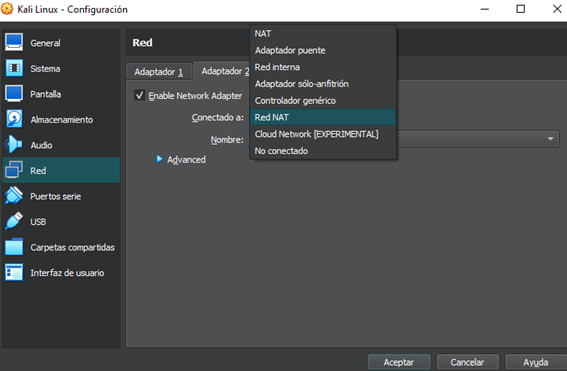 Kali Linux - Configuración
General
Sistema
Pantalla
Almacenamiento
Audio
Red
Puertos serie
USB
Carpetas compartidas
Interfaz de usuario
Red
Adaptador 1
Adaptador 2
Enable Network Adapter
Conectado a:
NAT
Adaptador puente
Red interna
Adaptador sólo-anfitrión
Controlador genérico
Red NAT
Cloud Network [EXPERIMENTAL]
No conectado
Nombre:
Advanced
Aceptar
Cancelar
Ayuda